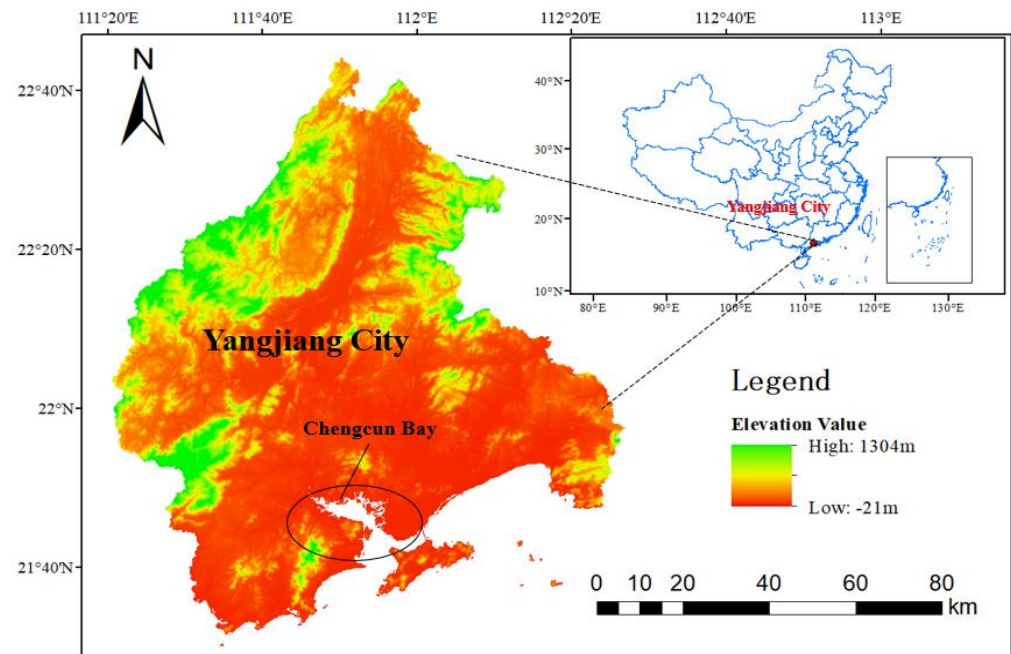 111°20'E
111°40'E
112°E
112°20'E
112°40'E
113°E
N
22°40'N
22°20'N
22°N
21°40'N
40°N
30°N
20°N
10°N
80°E
90°E
100°E
110°E
120°E
130°E
Yangjiang City
Yangjiang City
Chengcun Bay
Legend
Elevation Value
High: 1304m
Low: -21m
0 10 20 40 60 80
km